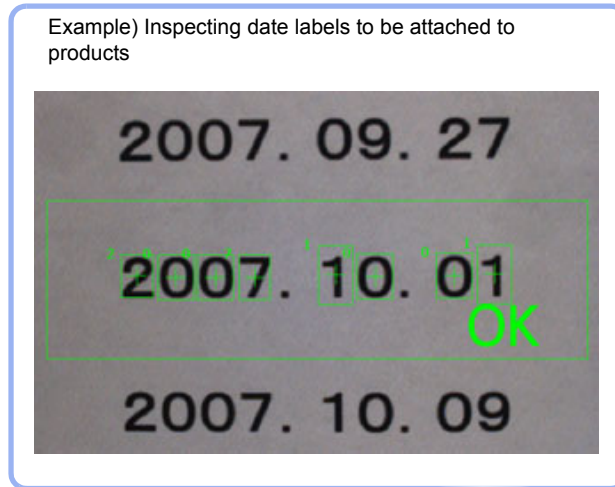 Example) Inspecting date labels to be attached to
products
2007. 09. 27
2007. 10. 01
OK
2007. 10. 09